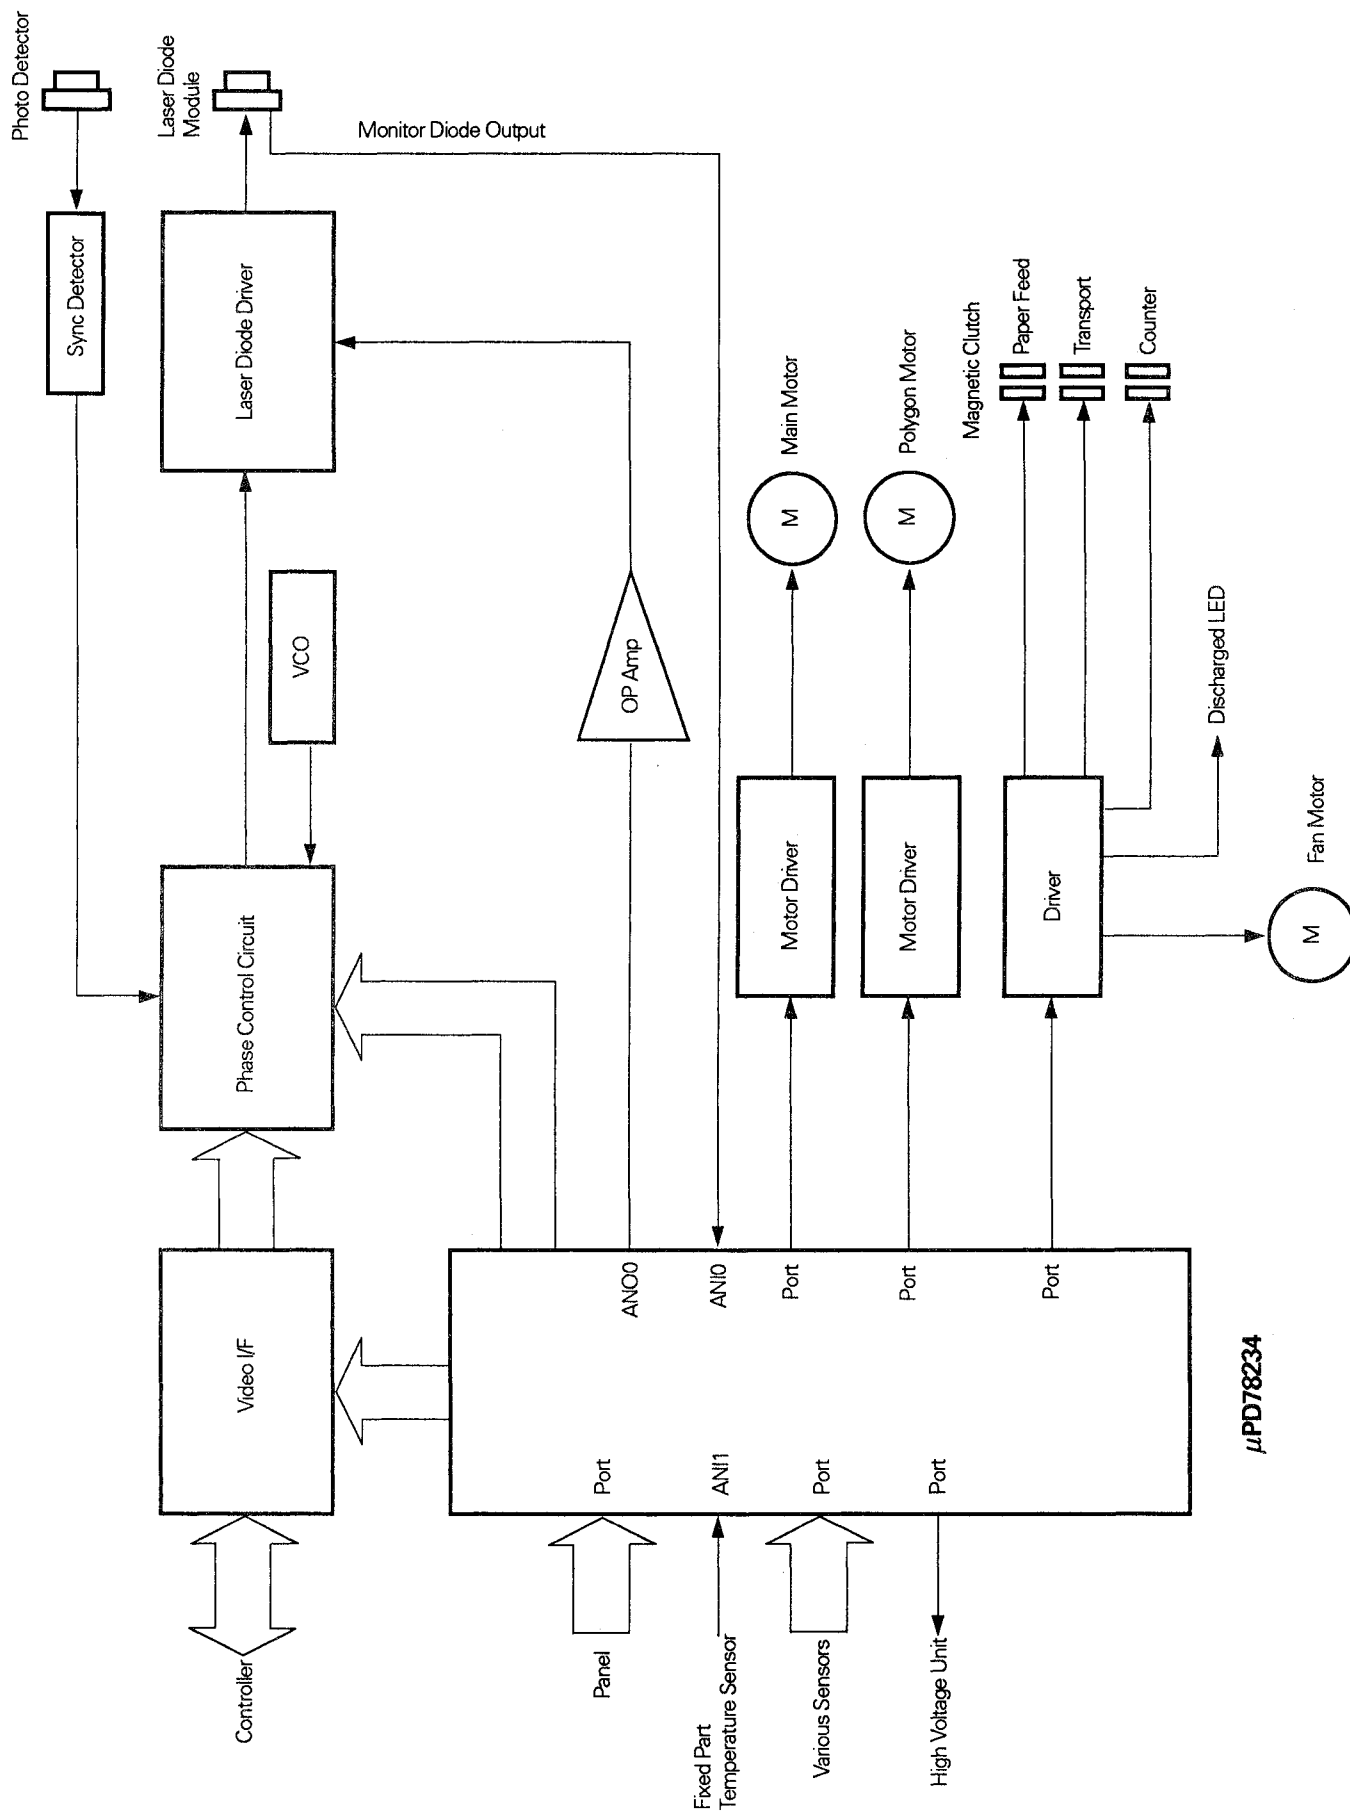 Photo Detector
Sync Detector
Laser Diode
Module
Laser Diode Driver
Monitor Diode Output
VCO
Phase Control Circuit
Video I/F
Controller
OP Amp
ANO0
ANI0
Port
Port
Port
Port
ANI1
Port
Port
Panel
Fixed Part
Temperature Sensor
Various Sensors
High Voltage Unit
Motor Driver
M
Main Motor
Motor Driver
M
Polygon Motor
Driver
Magnetic Clutch
Paper Feed
Transport
Counter
Discharged LED
M
Fan Motor
μPD78234